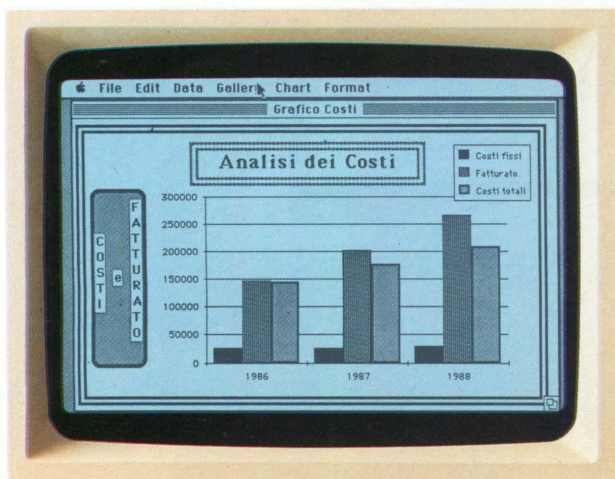 File Edit Data Gallery Chart Format
Grafico Costi
Analisi dei Costi
Costi fissi
Fatturato
Costi totali
COSTI
e
FATTURATO
300000
250000
200000
150000
100000
50000
0
1986 1987 1988